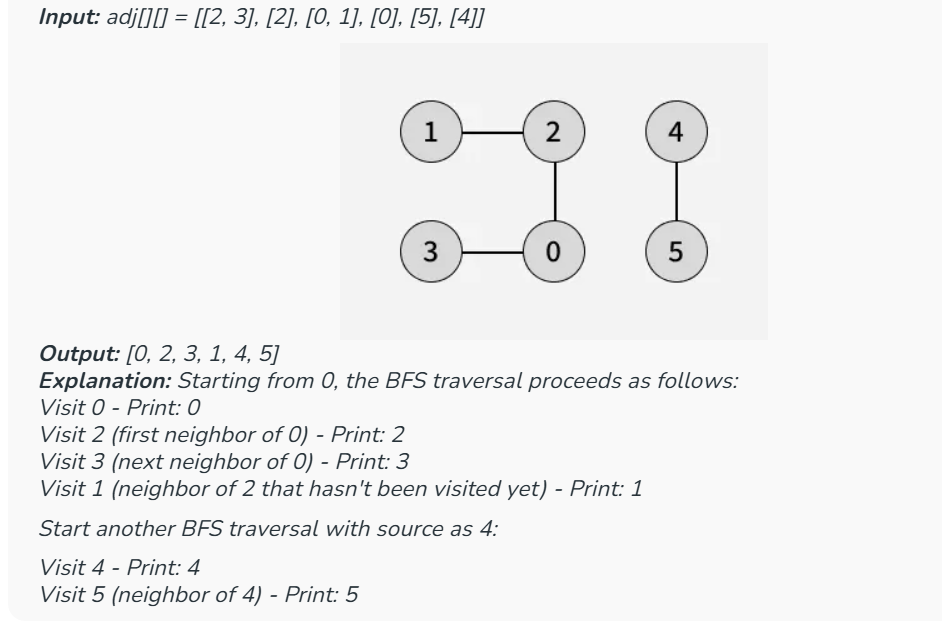 Input: adj[][] = [[2, 3], [2], [0, 1], [0], [5], [4]]
1 2 4
3 0 5
Output: [0, 2, 3, 1, 4, 5]
Explanation: Starting from 0, the BFS traversal proceeds as follows:
Visit 0 - Print: 0
Visit 2 (first neighbor of 0) - Print: 2
Visit 3 (next neighbor of 0) - Print: 3
Visit 1 (neighbor of 2 that hasn't been visited yet) - Print: 1
Start another BFS traversal with source as 4:
Visit 4 - Print: 4
Visit 5 (neighbor of 4) - Print: 5